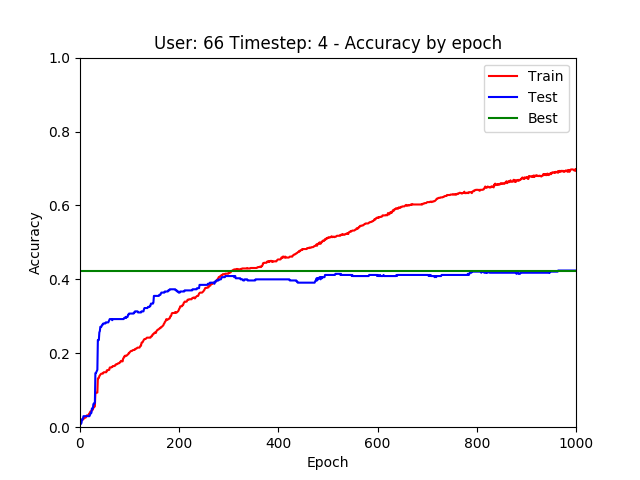 User: 66 Timestep: 4 - Accuracy by epoch
1.0
0.8
0.6
0.4
0.2
0.0
Accuracy
Train
Test
Best
0 200 400 600 800 1000
Epoch